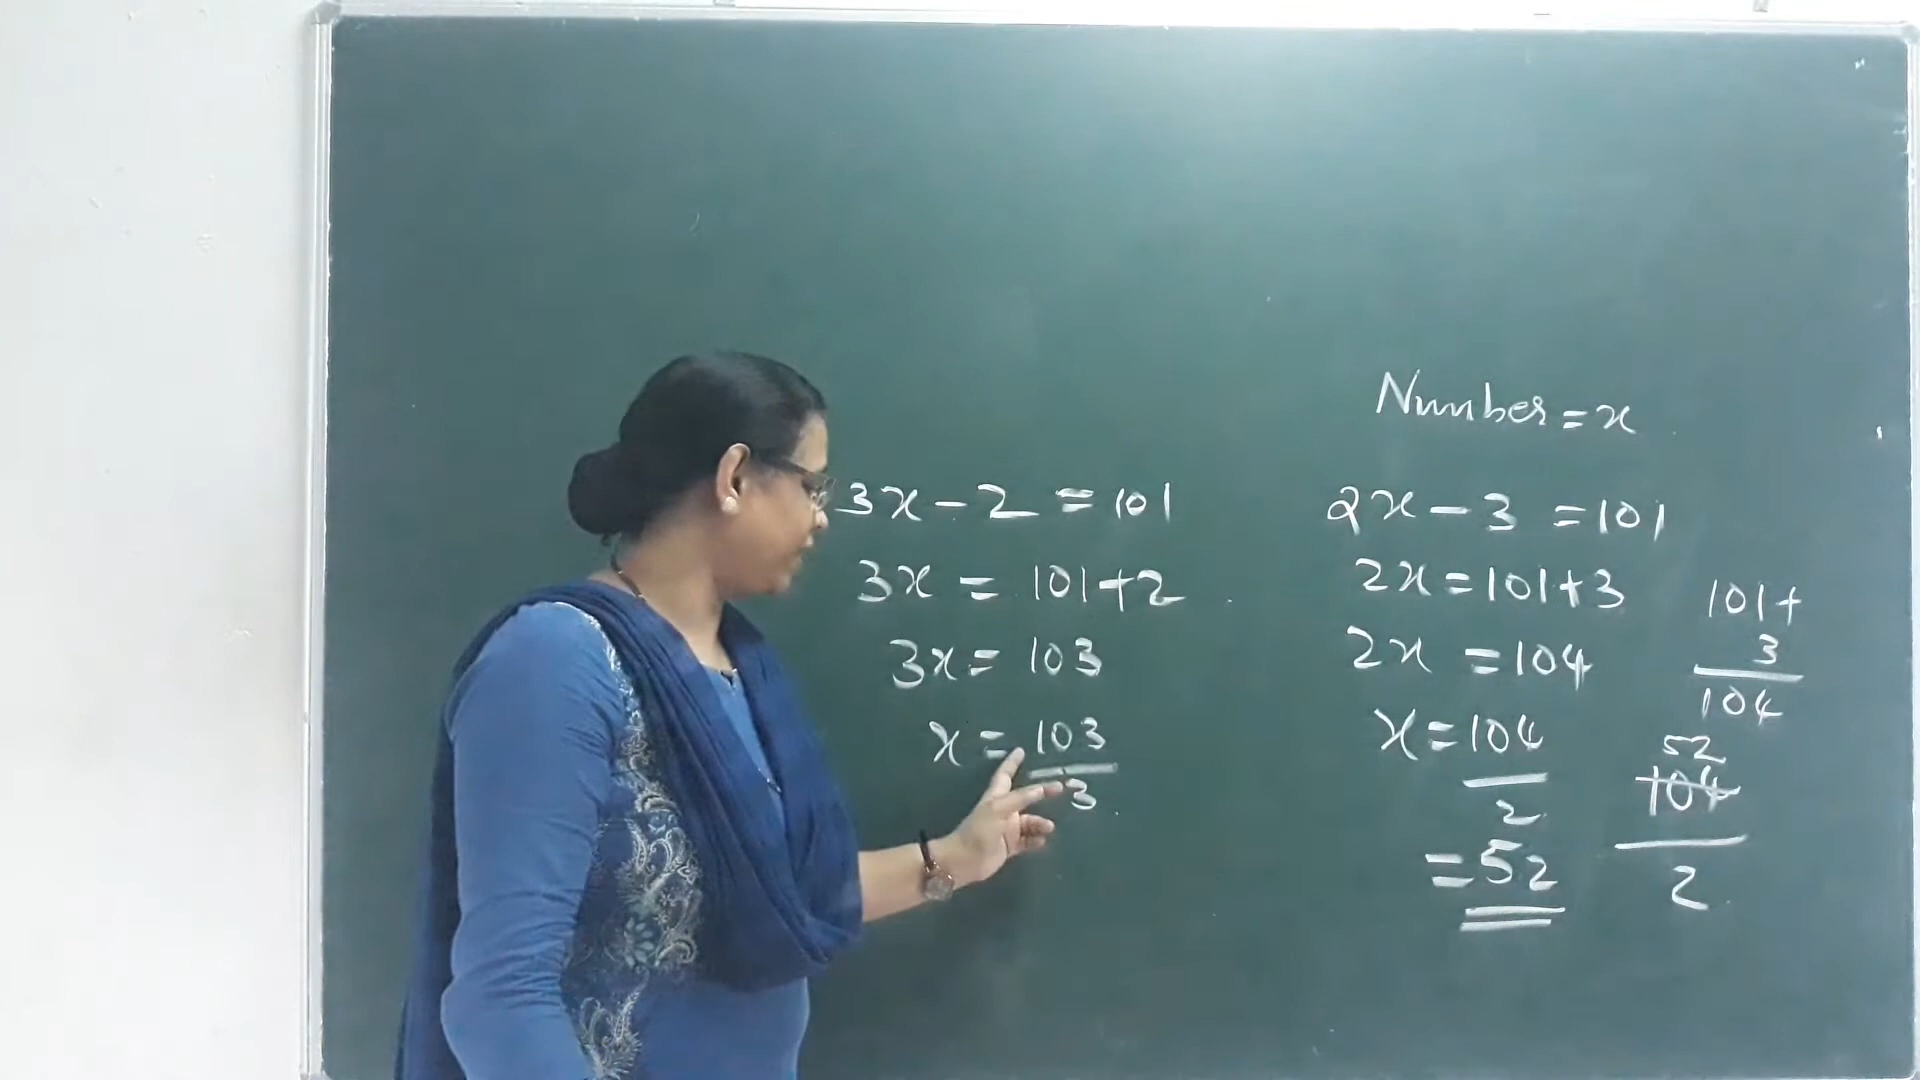 3x-2=101
3x=101+2
3x=103
x=103
3
Number=x
2x-3=101
2x=101+3
2x=104
x=104
2
=52
101+
3
104
52
104
2